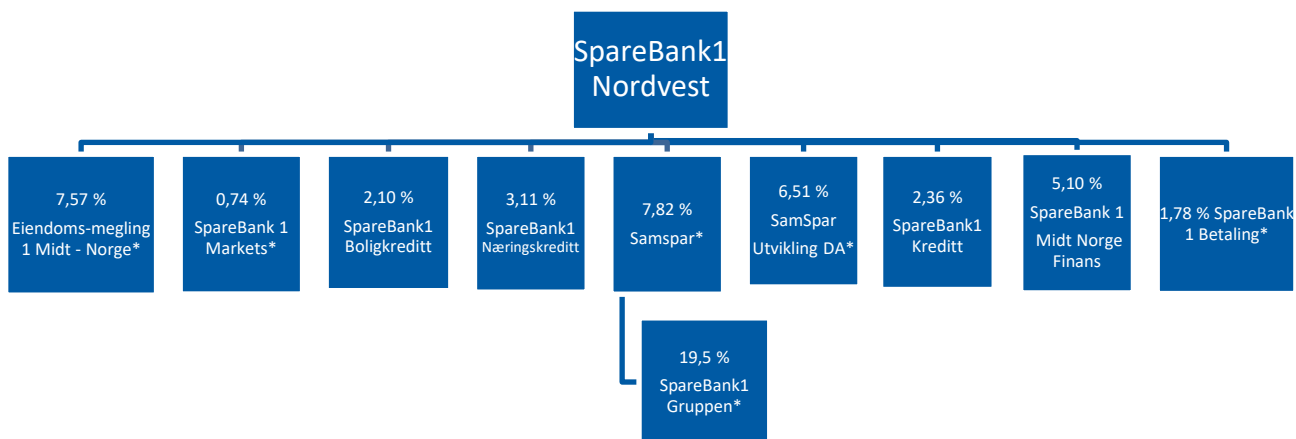 SpareBank1
Nordvest
7,57 %
Eiendoms-megling
1 Midt - Norge*
0,74 %
SpareBank 1
Markets*
2,10 %
SpareBank1
Boligkreditt
3,11 %
SpareBank1
Næringskreditt
7,82 %
Samspar*
6,51 %
SamSpar
Utvikling DA*
2,36 %
SpareBank1
Kreditt
5,10 %
SpareBank 1
Midt Norge
Finans
1,78 % SpareBank
1 Betaling*
19,5 %
SpareBank1
Gruppen*